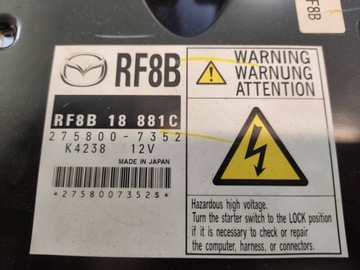 RF8B
RF8B
RF8B 18 881C
275800-7352
K4238 12V
MADE IN JAPAN
*2758007352$*
WARNING
WARNUNG
ATTENTION
Hazardous high voltage.
Turn the starter switch to the LOCK position
if it is necessary to check or repair
the computer, harness, or connectors.